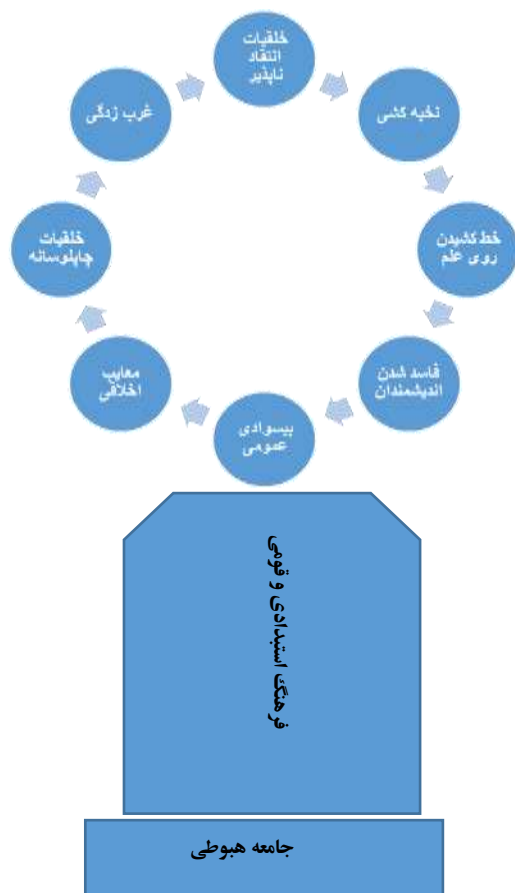 خلقیات
انتقاد
ناپذیر
نخبه کشی
خط کشیدن
روی علم
فاسد شدن
اندیشمندان
بیسوادی
عمومی
معایب
اخلاقی
خلقیات
چاپلوسانه
غرب زدگی
فرهنگ استبدادی و قومی
جامعه هبوطی